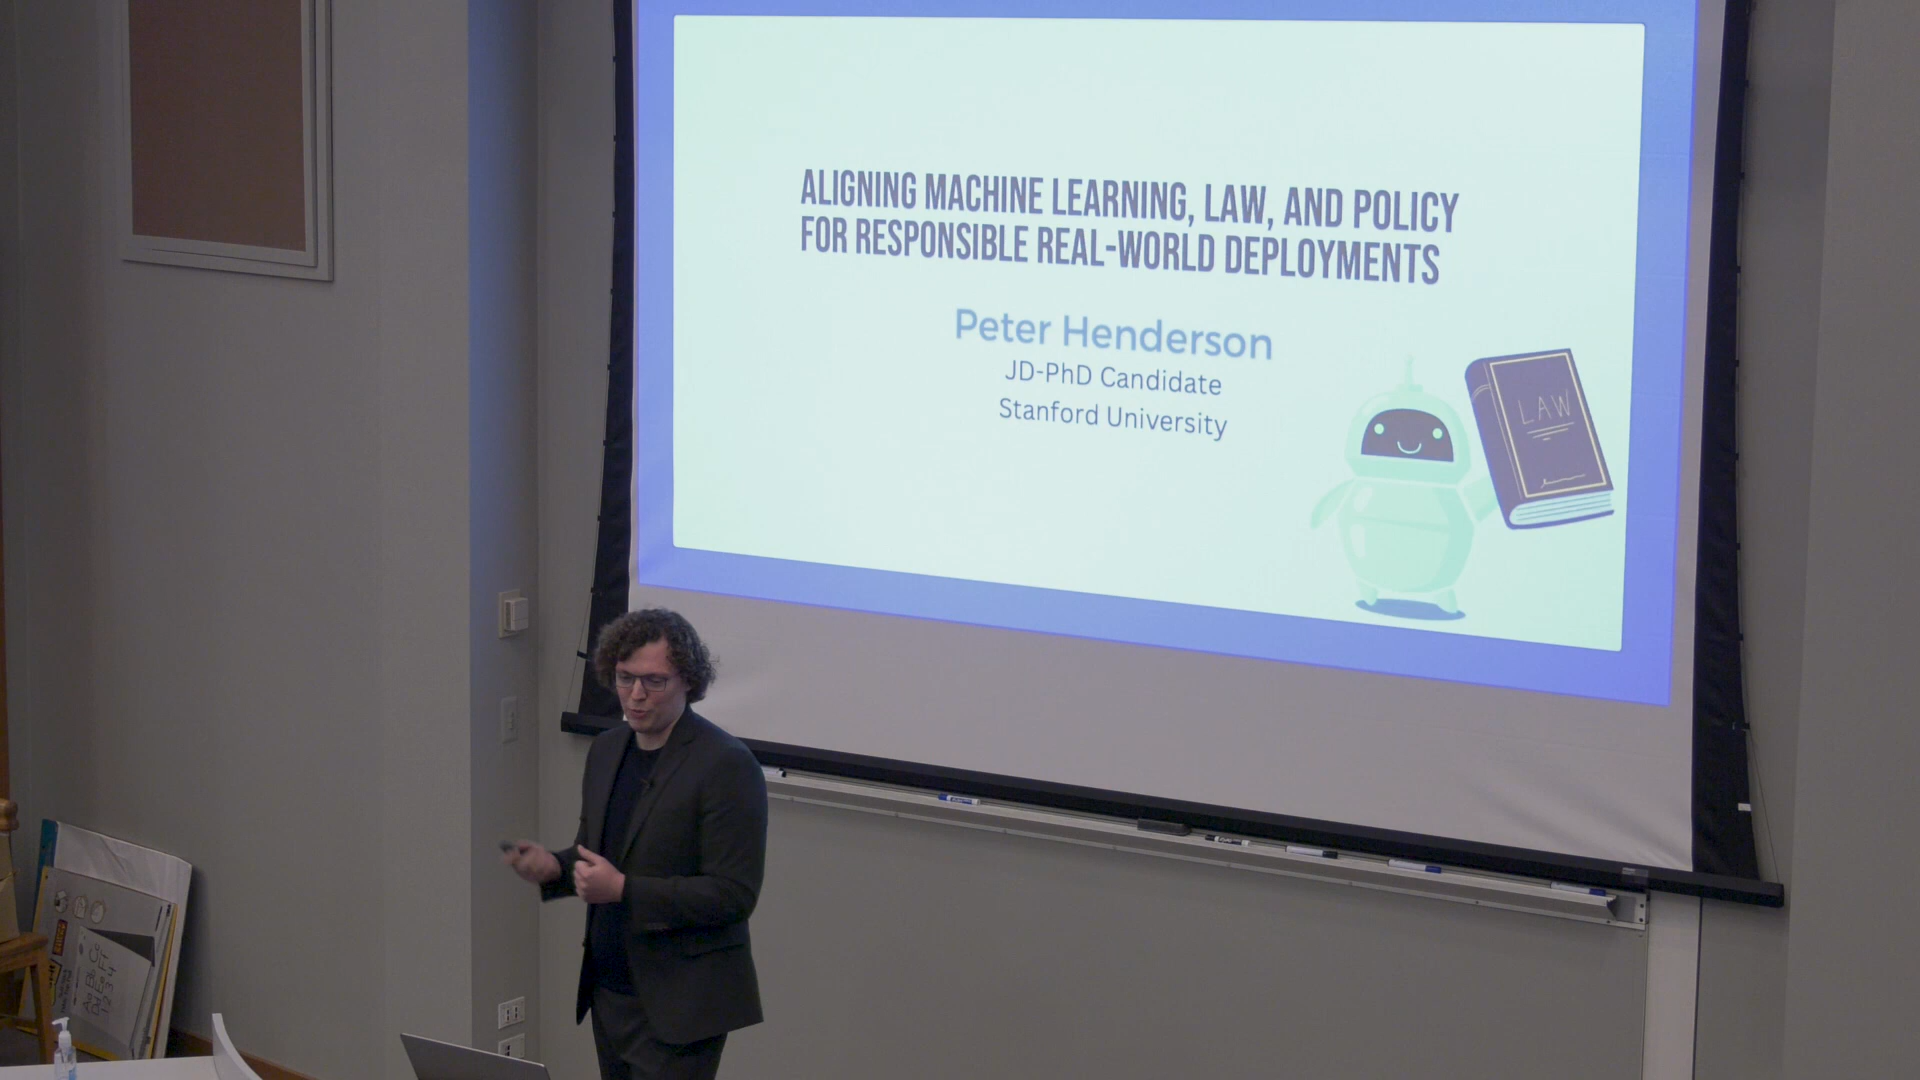 ALIGNING MACHINE LEARNING, LAW, AND POLICY
FOR RESPONSIBLE REAL-WORLD DEPLOYMENTS
Peter Henderson
JD-PhD Candidate
Stanford University
LAW